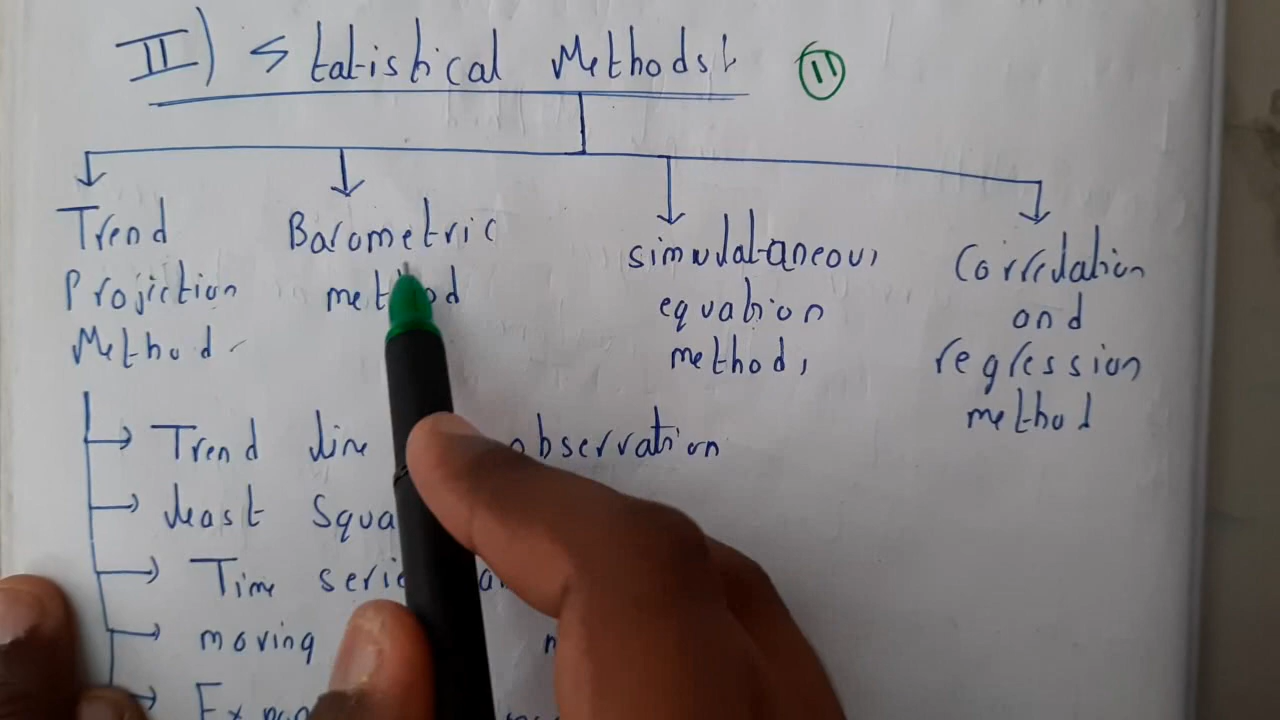 II) Statistical Methods
11
Trend
Projection
Method
Barometric
method
simulataneous
equation
method,
Correlation
and
regression
method
Trend line observation
Least Squa
Time serie
moving